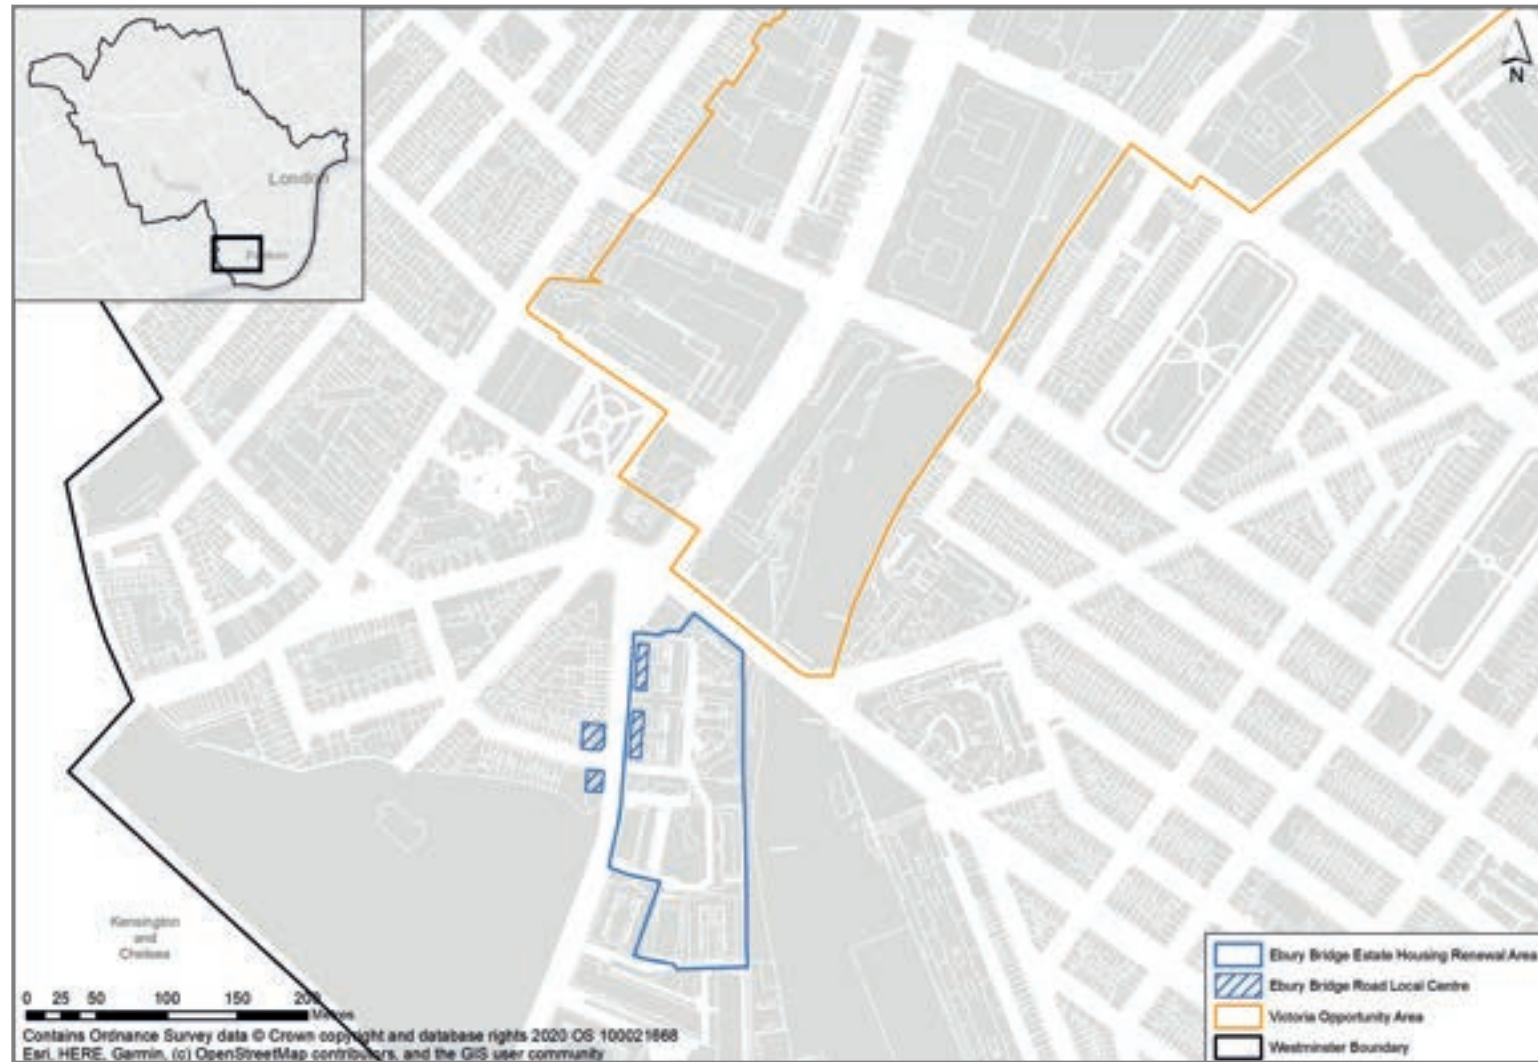 London
N
Kensington
and
Chelsea
0 25 50 100 150 200
Metres
Contains Ordnance Survey data © Crown copyright and database rights 2020 OS 100021668
Esri, HERE, Garmin, (c) OpenStreetMap contributors, and the GIS user community
Ebury Bridge Estate Housing Renewal Area
Ebury Bridge Road Local Centre
Victoria Opportunity Area
Westminster Boundary